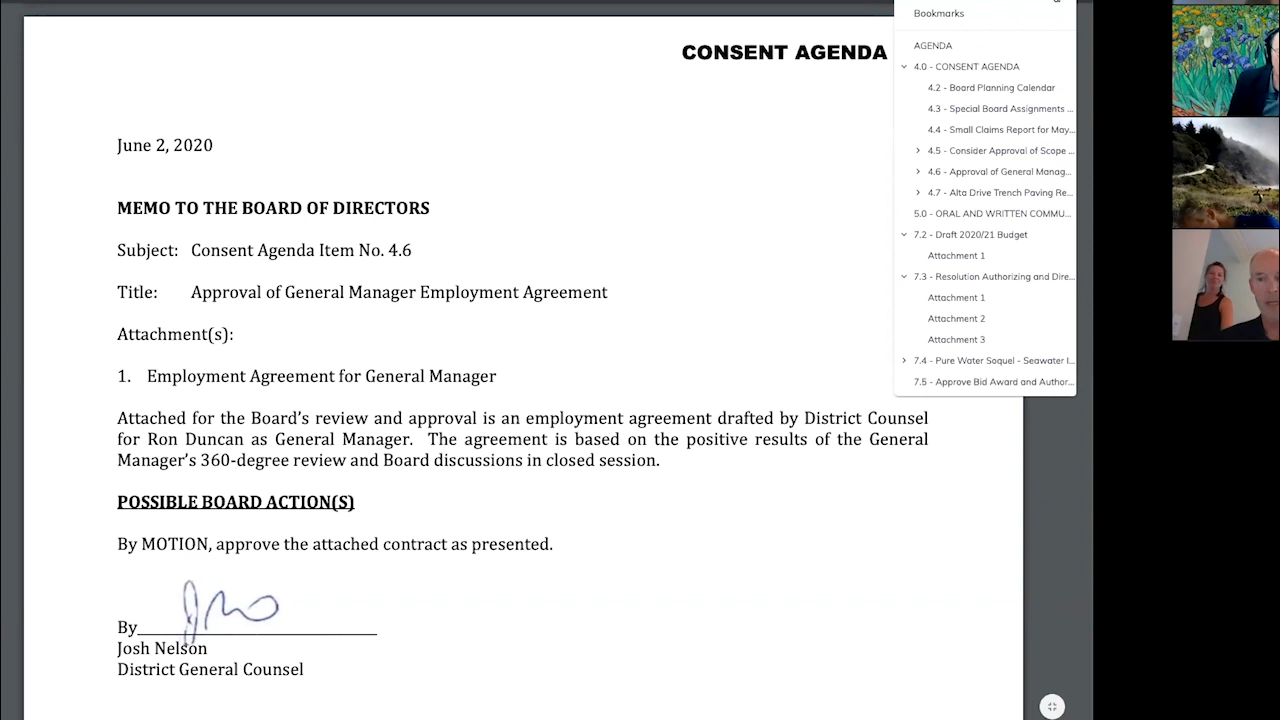 CONSENT AGENDA
June 2, 2020
MEMO TO THE BOARD OF DIRECTORS
Subject: Consent Agenda Item No. 4.6
Title: Approval of General Manager Employment Agreement
Attachment(s):
1. Employment Agreement for General Manager
Attached for the Board’s review and approval is an employment agreement drafted by District Counsel
for Ron Duncan as General Manager. The agreement is based on the positive results of the General
Manager’s 360-degree review and Board discussions in closed session.
POSSIBLE BOARD ACTION(S)
By MOTION, approve the attached contract as presented.
By
Josh Nelson
District General Counsel
Bookmarks
AGENDA
4.0 - CONSENT AGENDA
4.2 - Board Planning Calendar
4.3 - Special Board Assignments ...
4.4 - Small Claims Report for May...
4.5 - Consider Approval of Scope ...
4.6 - Approval of General Manag...
4.7 - Alta Drive Trench Paving Re...
5.0 - ORAL AND WRITTEN COMMU...
7.2 - Draft 2020/21 Budget
Attachment 1
7.3 - Resolution Authorizing and Dire...
Attachment 1
Attachment 2
Attachment 3
7.4 - Pure Water Soquel - Seawater I...
7.5 - Approve Bid Award and Author...